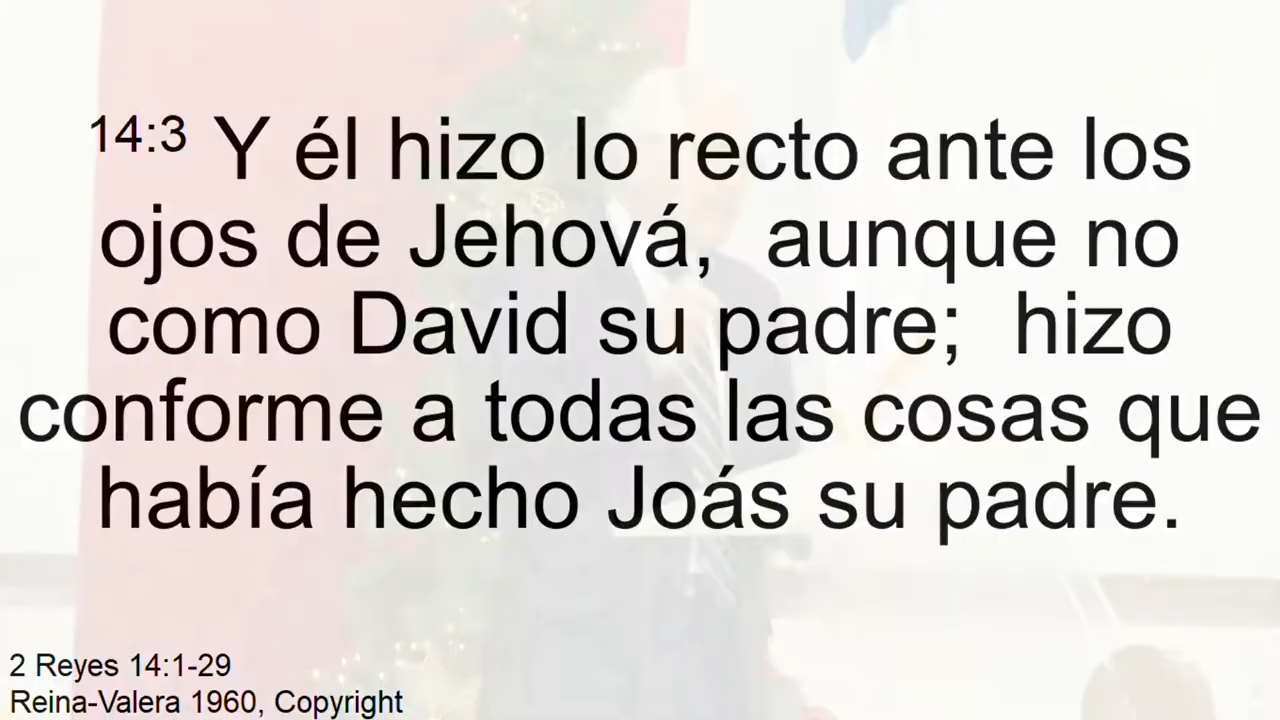 14:3 Y él hizo lo recto ante los
ojos de Jehová, aunque no
como David su padre; hizo
conforme a todas las cosas que
había hecho Joás su padre.
2 Reyes 14:1-29
Reina-Valera 1960, Copyright